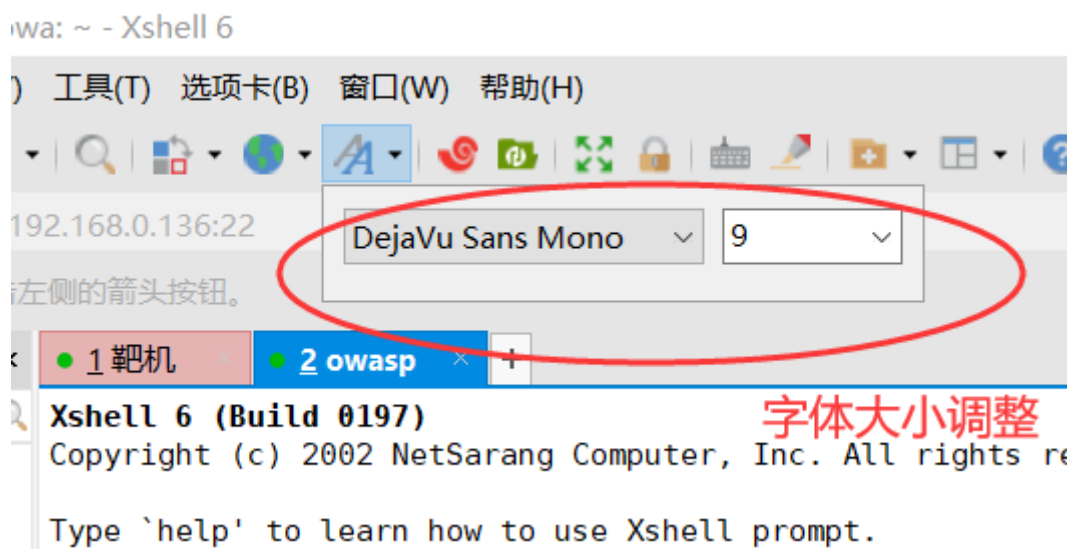 owa: ~ - Xshell 6
) 工具(T) 选项卡(B) 窗口(W) 帮助(H)
192.168.0.136:22
DejaVu Sans Mono 9
左侧的箭头按钮。
1 靶机 × 2 owasp × +
Xshell 6 (Build 0197)
字体大小调整
Copyright (c) 2002 NetSarang Computer, Inc. All rights re
Type `help' to learn how to use Xshell prompt.